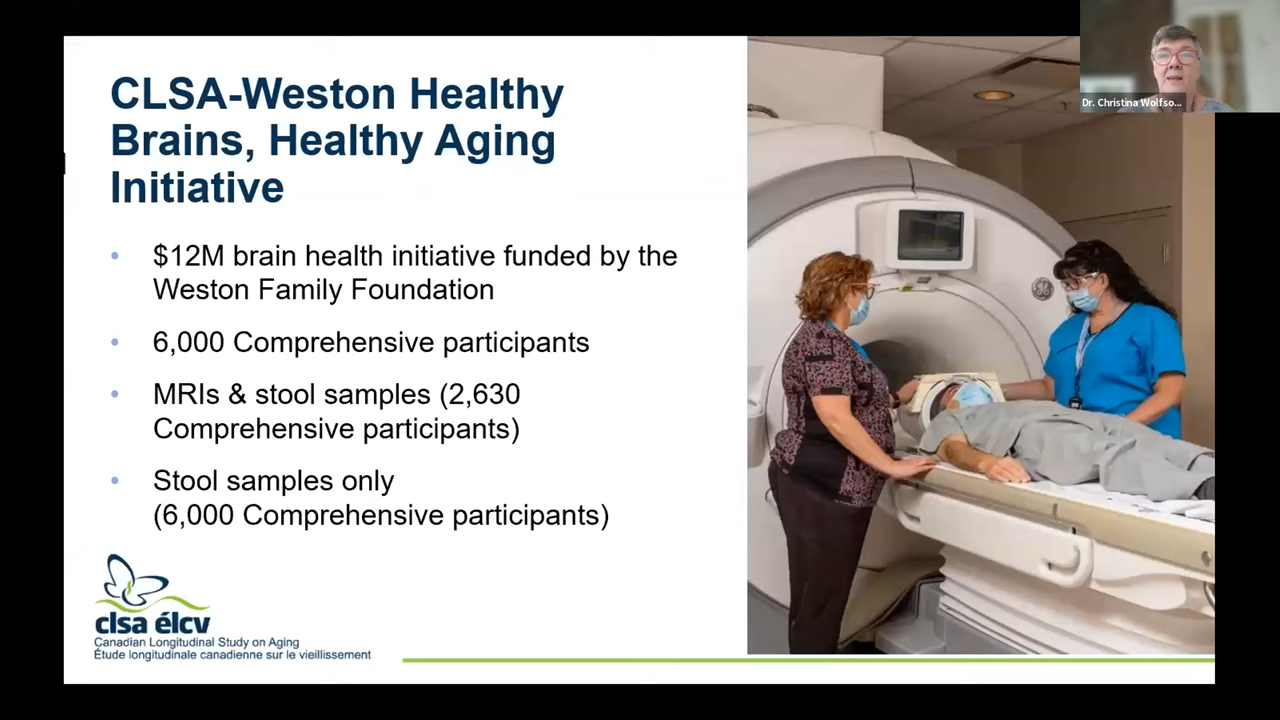 CLSA-Weston Healthy
Brains, Healthy Aging
Initiative
• $12M brain health initiative funded by the
Weston Family Foundation
• 6,000 Comprehensive participants
• MRIs & stool samples (2,630
Comprehensive participants)
• Stool samples only
(6,000 Comprehensive participants)
clsa élcv
Canadian Longitudinal Study on Aging
Étude longitudinale canadienne sur le vieillissement
Dr. Christina Wolfso...
GE